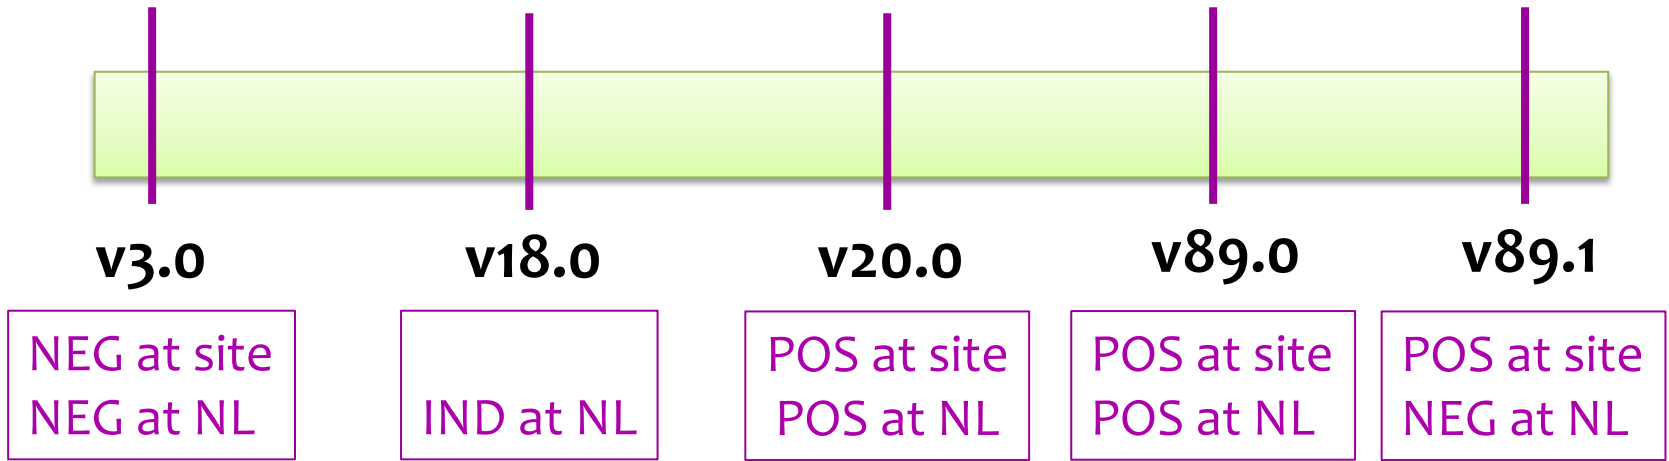 v3.0
v18.0
v20.0
v89.0
v89.1
NEG at site
NEG at NL
IND at NL
POS at site
POS at NL
POS at site
POS at NL
POS at site
NEG at NL